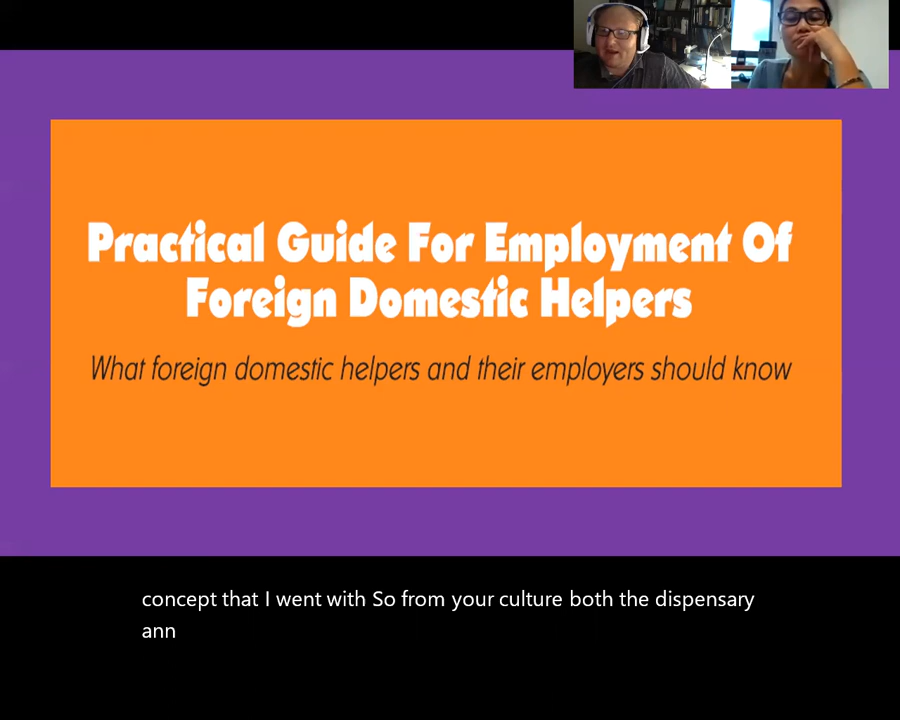 Practical Guide For Employment Of
Foreign Domestic Helpers
What foreign domestic helpers and their employers should know
concept that I went with So from your culture both the dispensary
ann